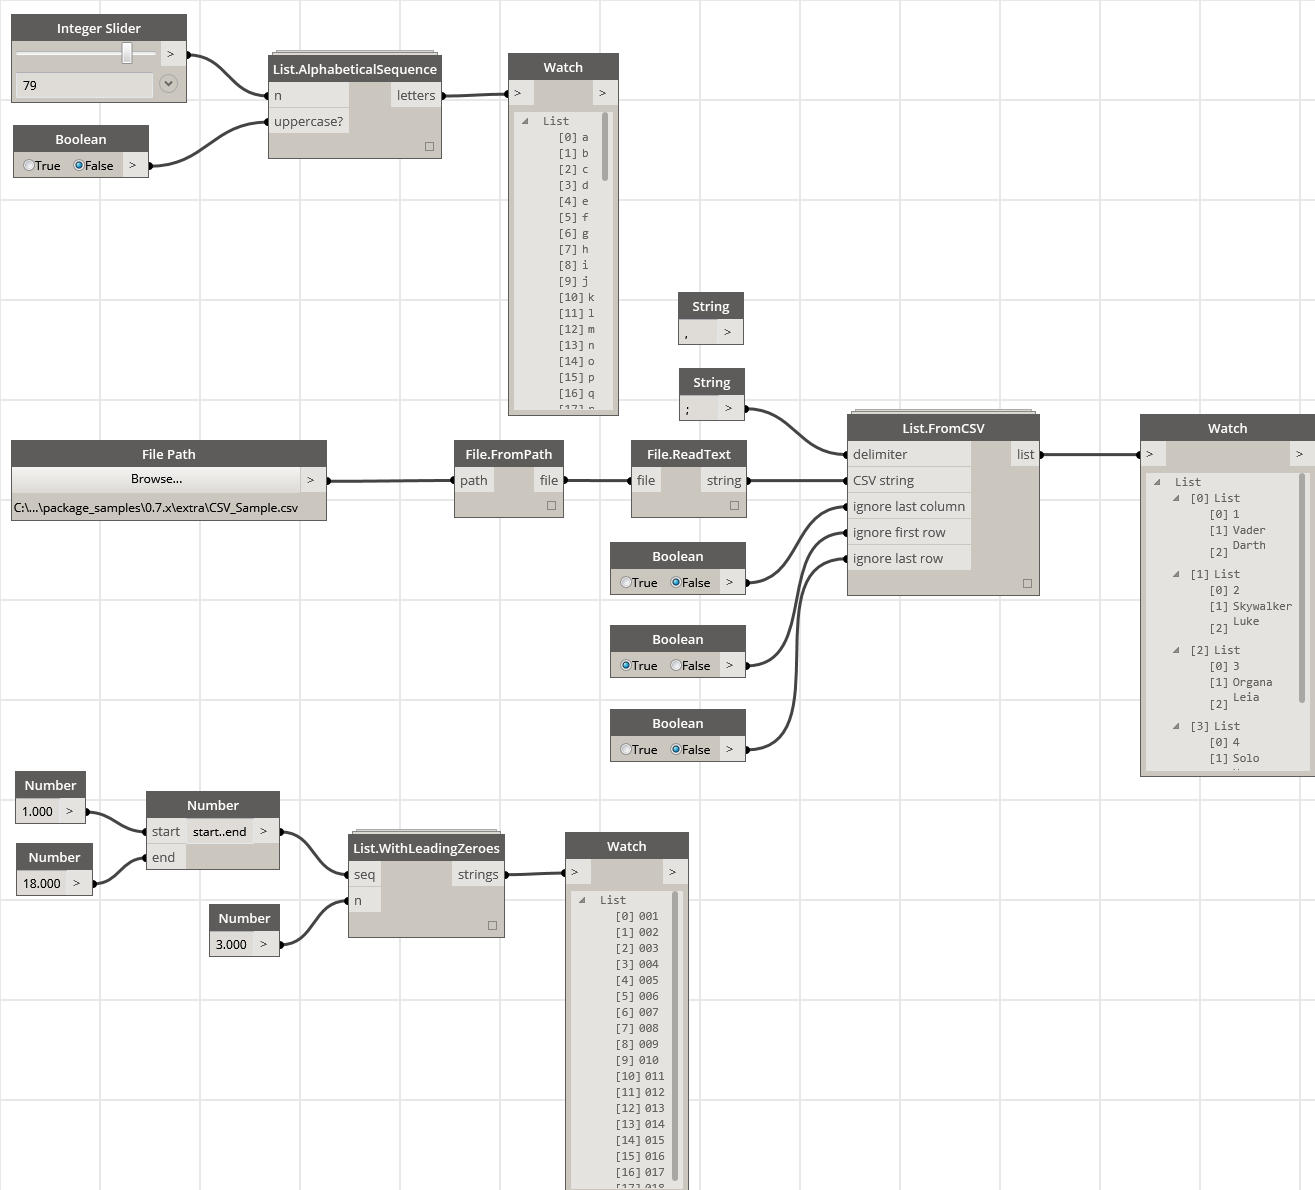 Integer Slider
>
79
Boolean
True False >
List.AlphabeticalSequence
n letters
uppercase?
Watch
> >
List
[0] a
[1] b
[2] c
[3] d
[4] e
[5] f
[6] g
[7] h
[8] i
[9] j
[10] k
[11] l
[12] m
[13] n
[14] o
[15] p
[16] q
String
, >
String
; >
File Path
Browse... >
C:\...\package_samples\0.7.x\extra\CSV_Sample.csv
File.FromPath
path file
File.ReadText
file string
Boolean
True False >
Boolean
True False >
Boolean
True False >
List.FromCSV
delimiter list
CSV string
ignore last column
ignore first row
ignore last row
Watch
> >
List
[0] List
[0] 1
[1] Vader
[2] Darth
[1] List
[0] 2
[1] Skywalker
[2] Luke
[2] List
[0] 3
[1] Organa
[2] Leia
[3] List
[0] 4
[1] Solo
Number
1.000 >
Number
18.000 >
Number
start start..end >
end
Number
3.000 >
List.WithLeadingZeroes
seq strings
n
Watch
> >
List
[0] 001
[1] 002
[2] 003
[3] 004
[4] 005
[5] 006
[6] 007
[7] 008
[8] 009
[9] 010
[10] 011
[11] 012
[12] 013
[13] 014
[14] 015
[15] 016
[16] 017
[17] 018